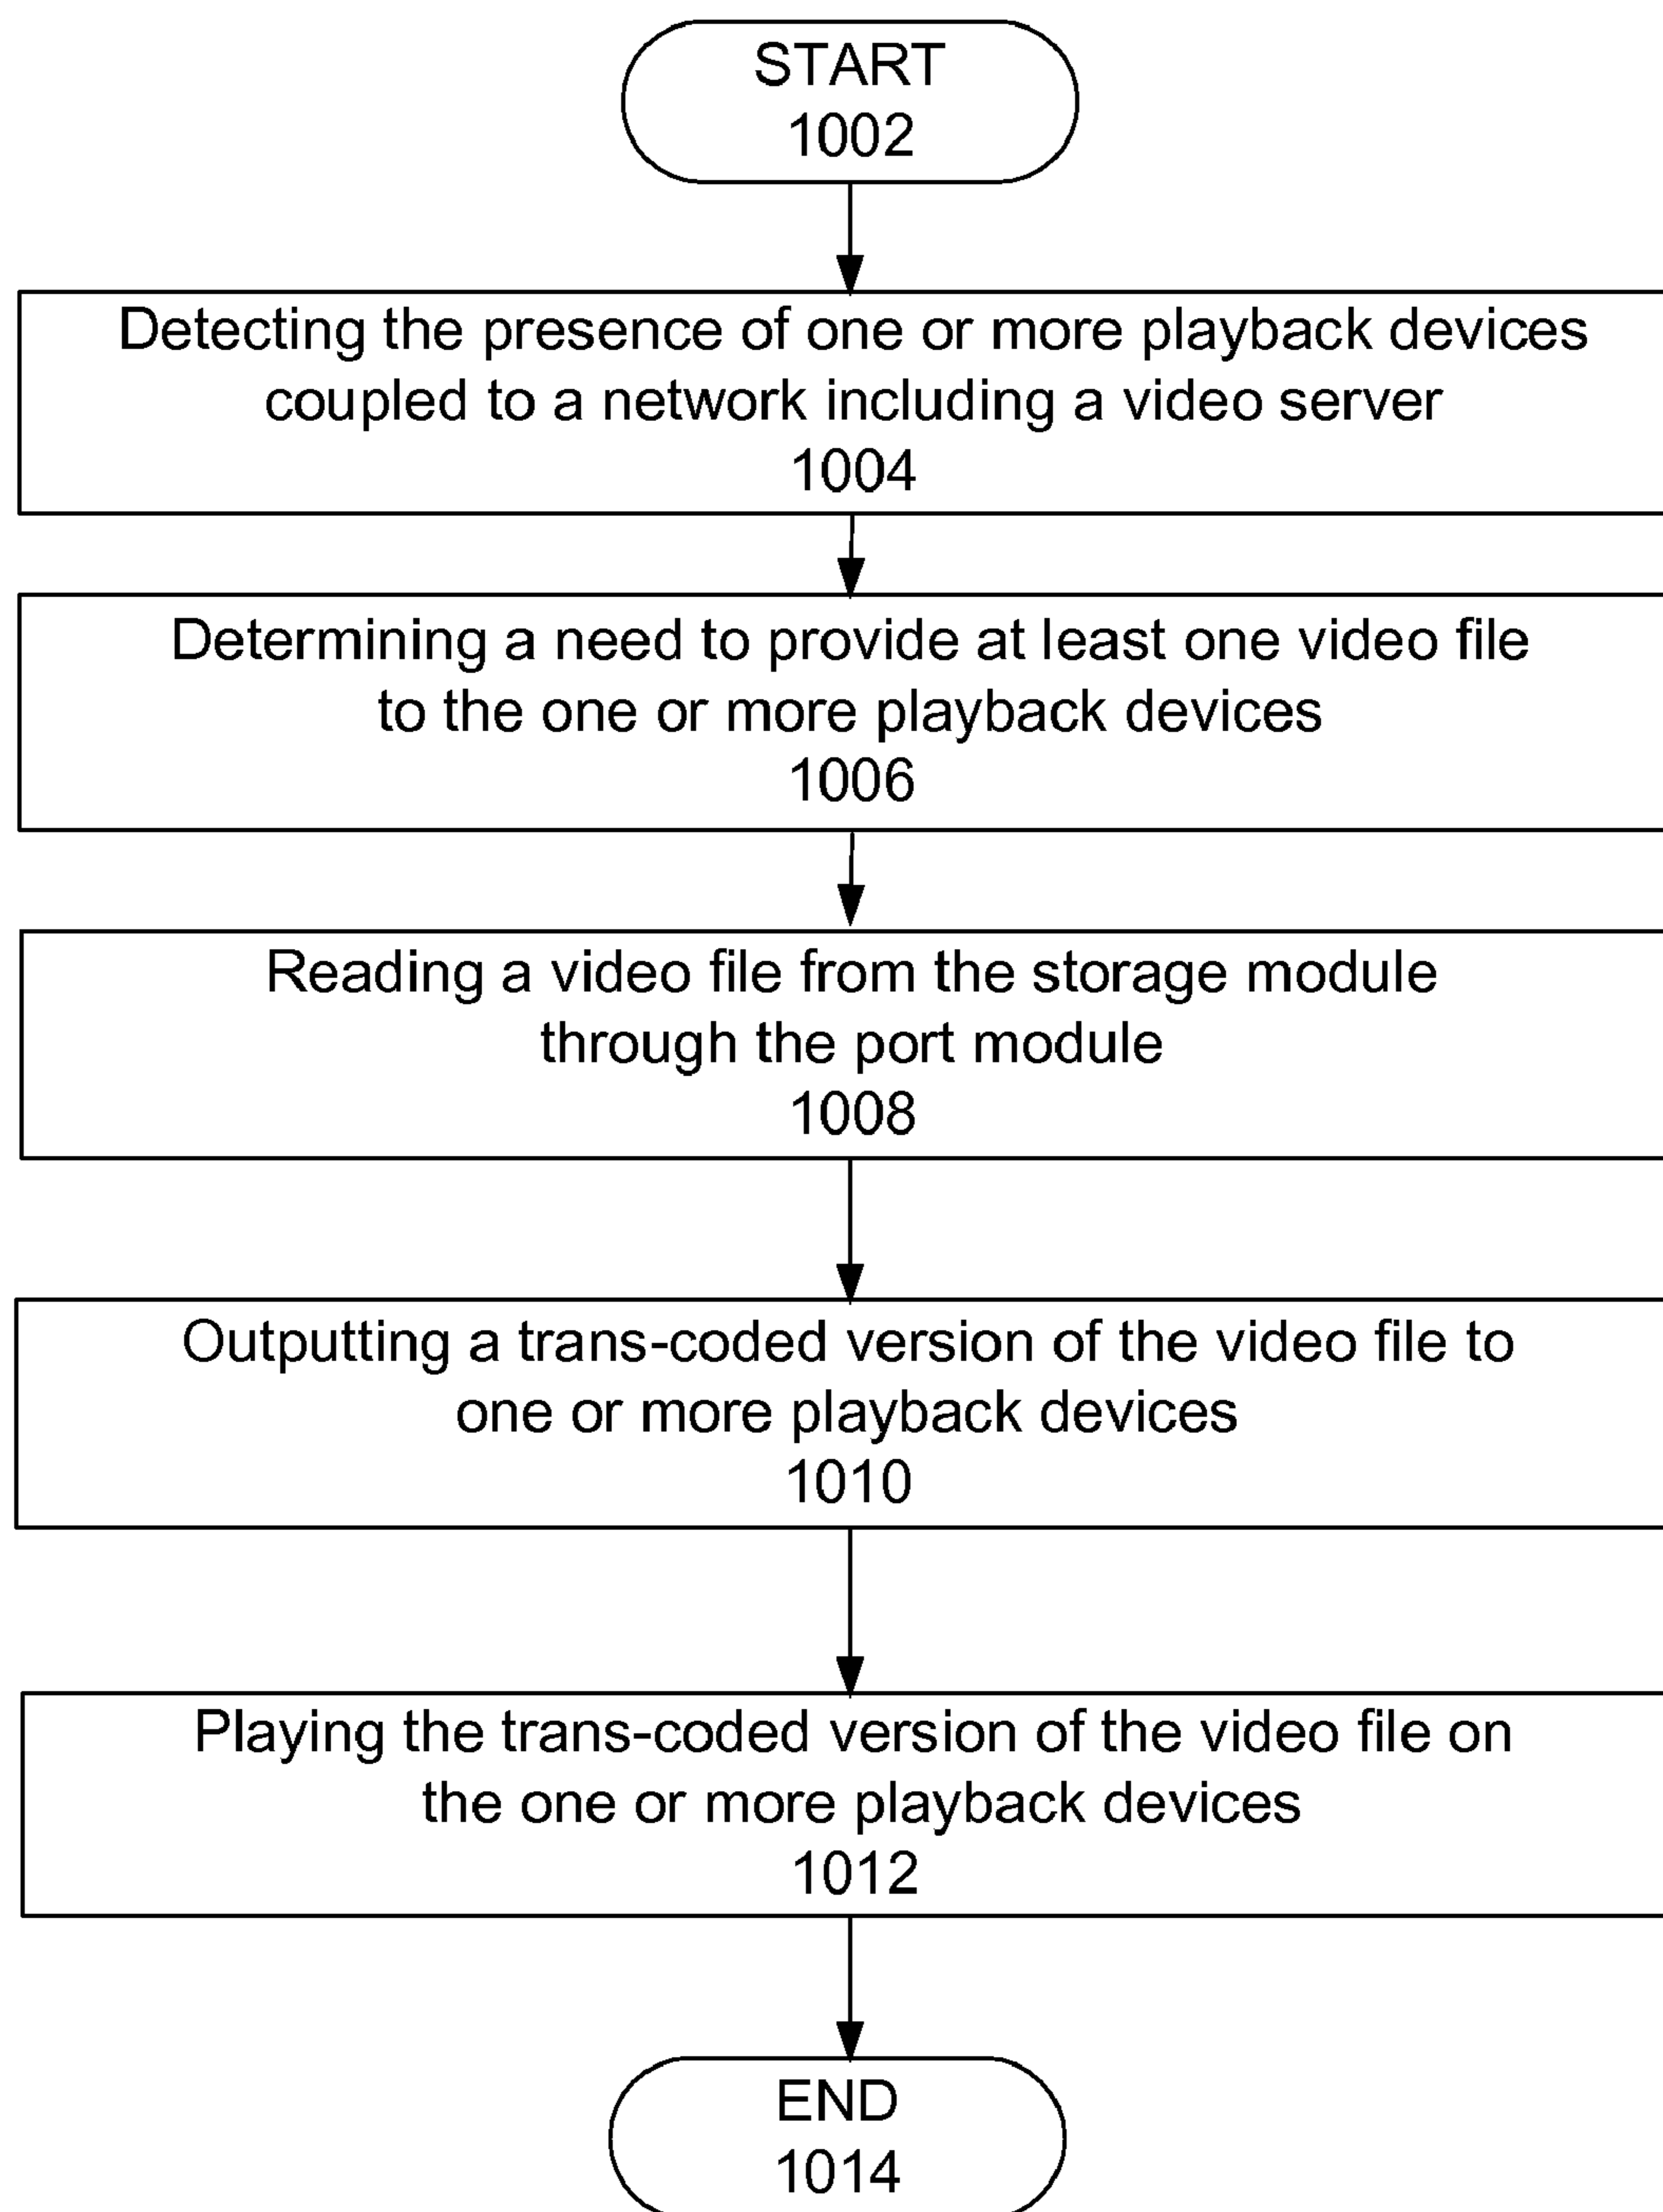 START
1002
Detecting the presence of one or more playback devices
coupled to a network including a video server
1004
Determining a need to provide at least one video file
to the one or more playback devices
1006
Reading a video file from the storage module
through the port module
1008
Outputting a trans-coded version of the video file to
one or more playback devices
1010
Playing the trans-coded version of the video file on
the one or more playback devices
1012
END
1014